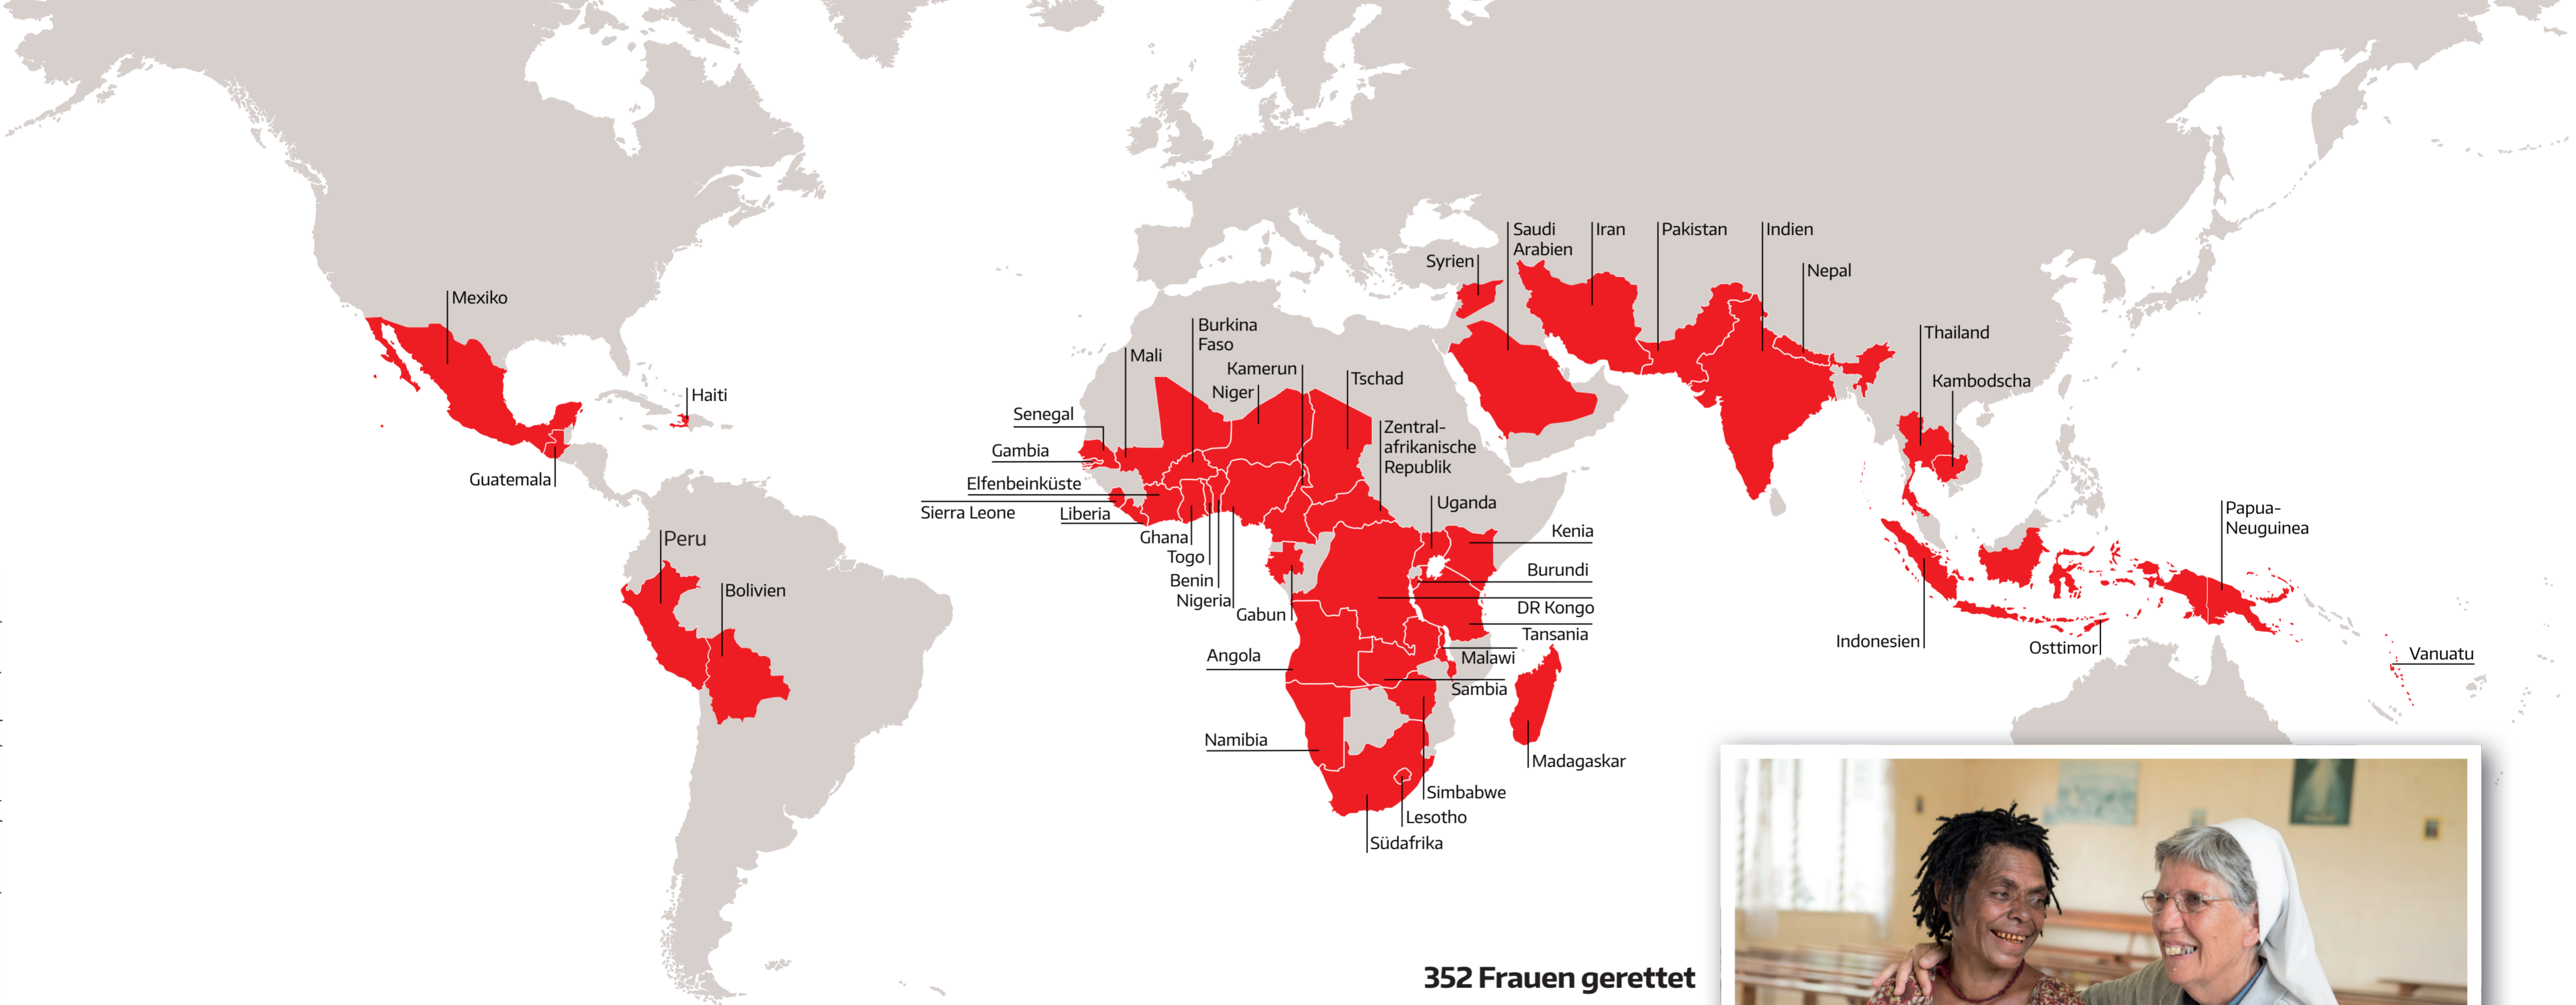 Mexiko
Haiti
Guatemala
Peru
Bolivien
Senegal
Gambia
Elfenbeinküste
Sierra Leone
Liberia
Mali
Burkina
Faso
Kamerun
Niger
Tschad
Zentral-
afrikanische
Republik
Ghana
Togo
Benin
Nigeria
Gabun
Uganda
Kenia
Burundi
DR Kongo
Tansania
Malawi
Sambia
Angola
Namibia
Madagaskar
Simbabwe
Lesotho
Südafrika
Syrien
Saudi
Arabien
Iran
Pakistan
Indien
Nepal
Thailand
Kambodscha
Indonesien
Osttimor
Papua-
Neuguinea
Vanuatu
352 Frauen gerettet